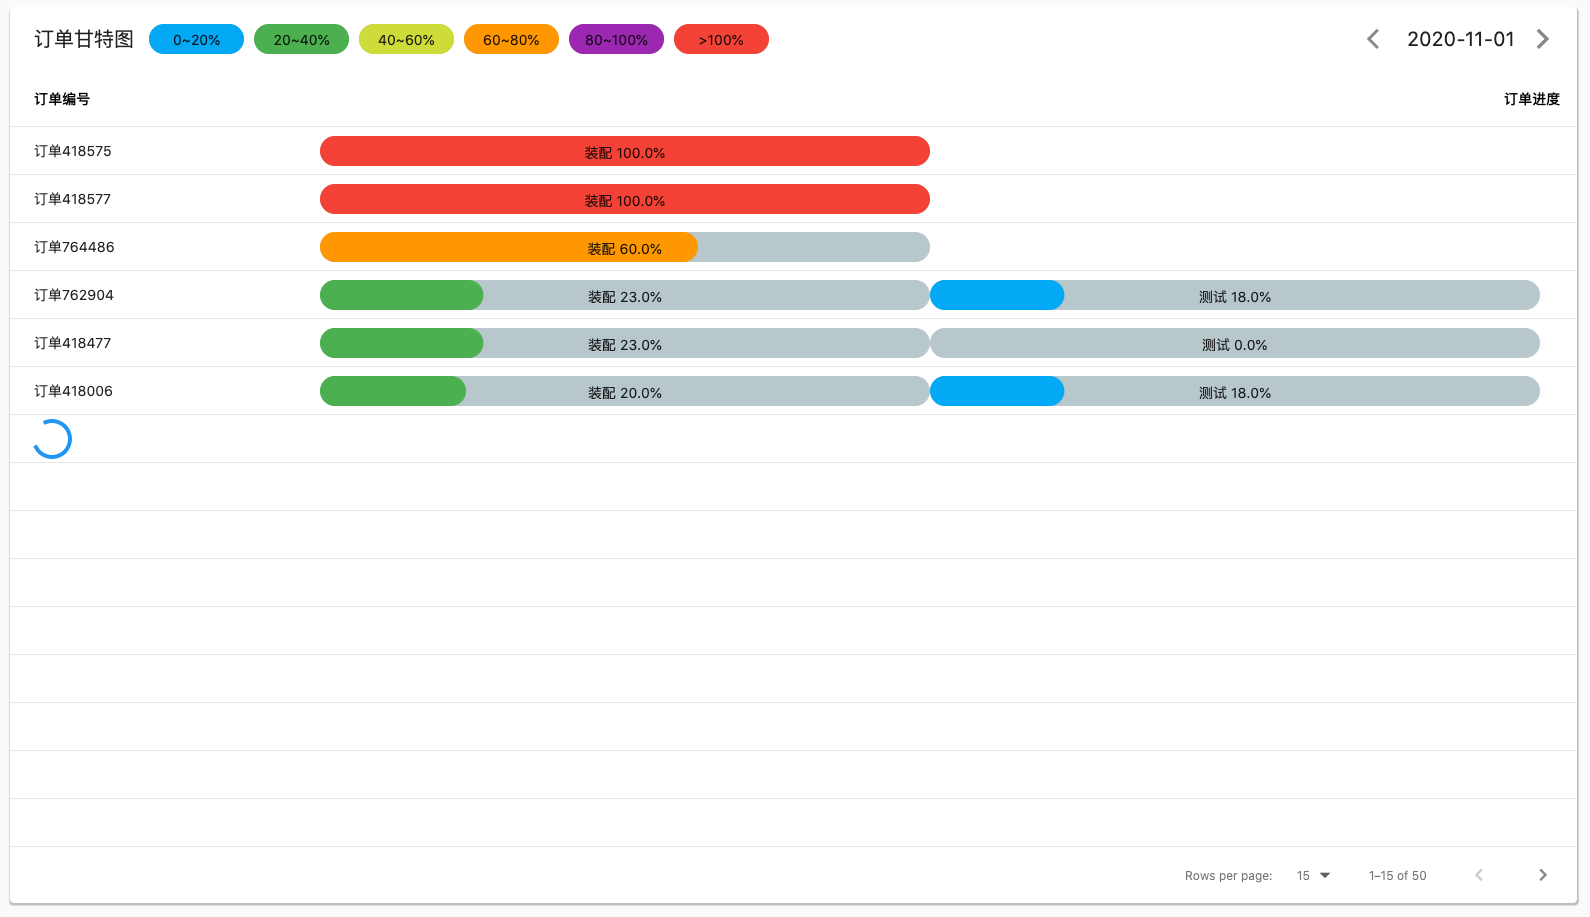 订单甘特图 0~20% 20~40% 40~60% 60~80% 80~100% >100% 2020-11-01
订单编号 订单进度
订单418575 装配 100.0%
订单418577 装配 100.0%
订单764486 装配 60.0%
订单762904 装配 23.0% 测试 18.0%
订单418477 装配 23.0% 测试 0.0%
订单418006 装配 20.0% 测试 18.0%
Rows per page: 15 1–15 of 50